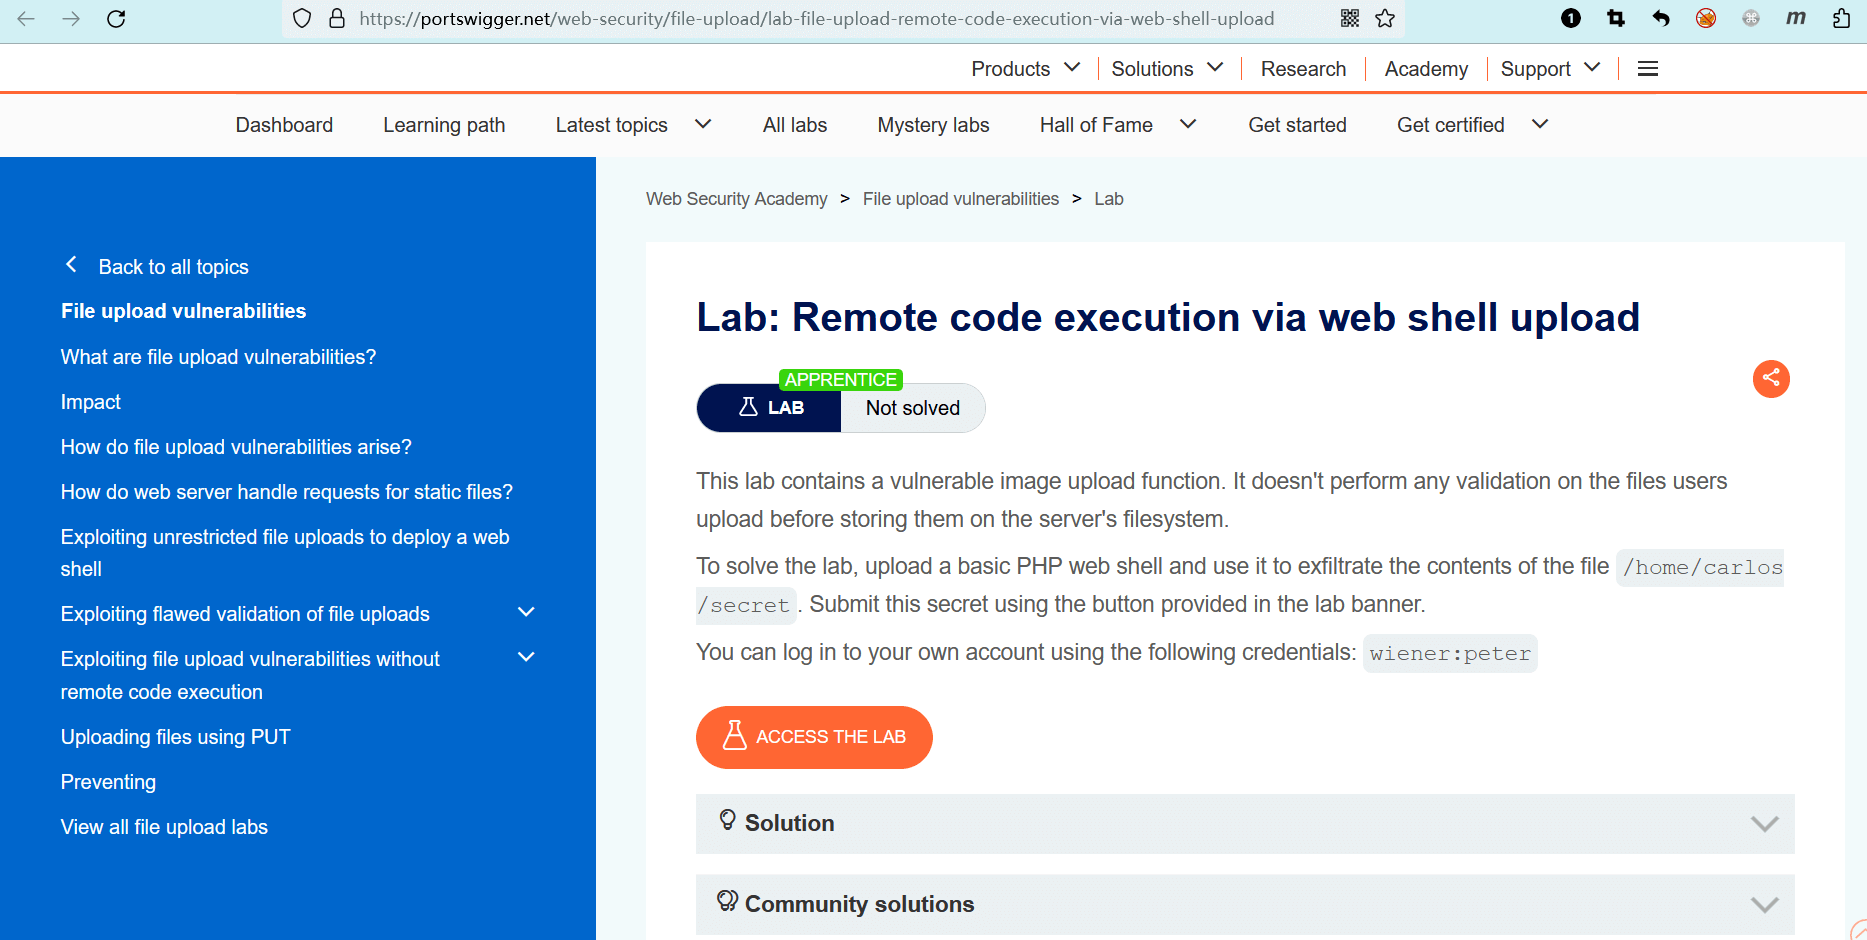 https://portswigger.net/web-security/file-upload/lab-file-upload-remote-code-execution-via-web-shell-upload
1
m
Products
Solutions
Research
Academy
Support
Dashboard
Learning path
Latest topics
All labs
Mystery labs
Hall of Fame
Get started
Get certified
Back to all topics
File upload vulnerabilities
What are file upload vulnerabilities?
Impact
How do file upload vulnerabilities arise?
How do web server handle requests for static files?
Exploiting unrestricted file uploads to deploy a web
shell
Exploiting flawed validation of file uploads
Exploiting file upload vulnerabilities without
remote code execution
Uploading files using PUT
Preventing
View all file upload labs
Web Security Academy > File upload vulnerabilities > Lab
Lab: Remote code execution via web shell upload
APPRENTICE
LAB Not solved
This lab contains a vulnerable image upload function. It doesn't perform any validation on the files users
upload before storing them on the server's filesystem.
To solve the lab, upload a basic PHP web shell and use it to exfiltrate the contents of the file /home/carlos
/secret. Submit this secret using the button provided in the lab banner.
You can log in to your own account using the following credentials: wiener:peter
ACCESS THE LAB
Solution
Community solutions